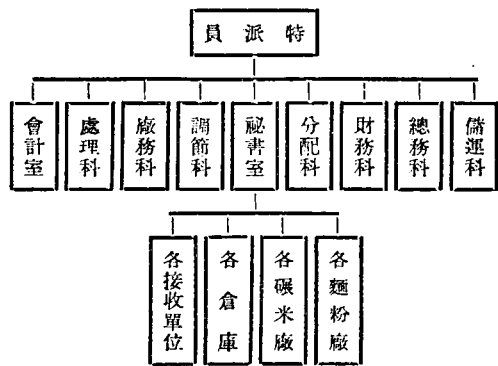 特派員
儲運科
總務科
財務科
分配科
祕書室
調節科
廠務科
處理科
會計室
各麵粉廠
各碾米廠
各倉庫
各接收單位